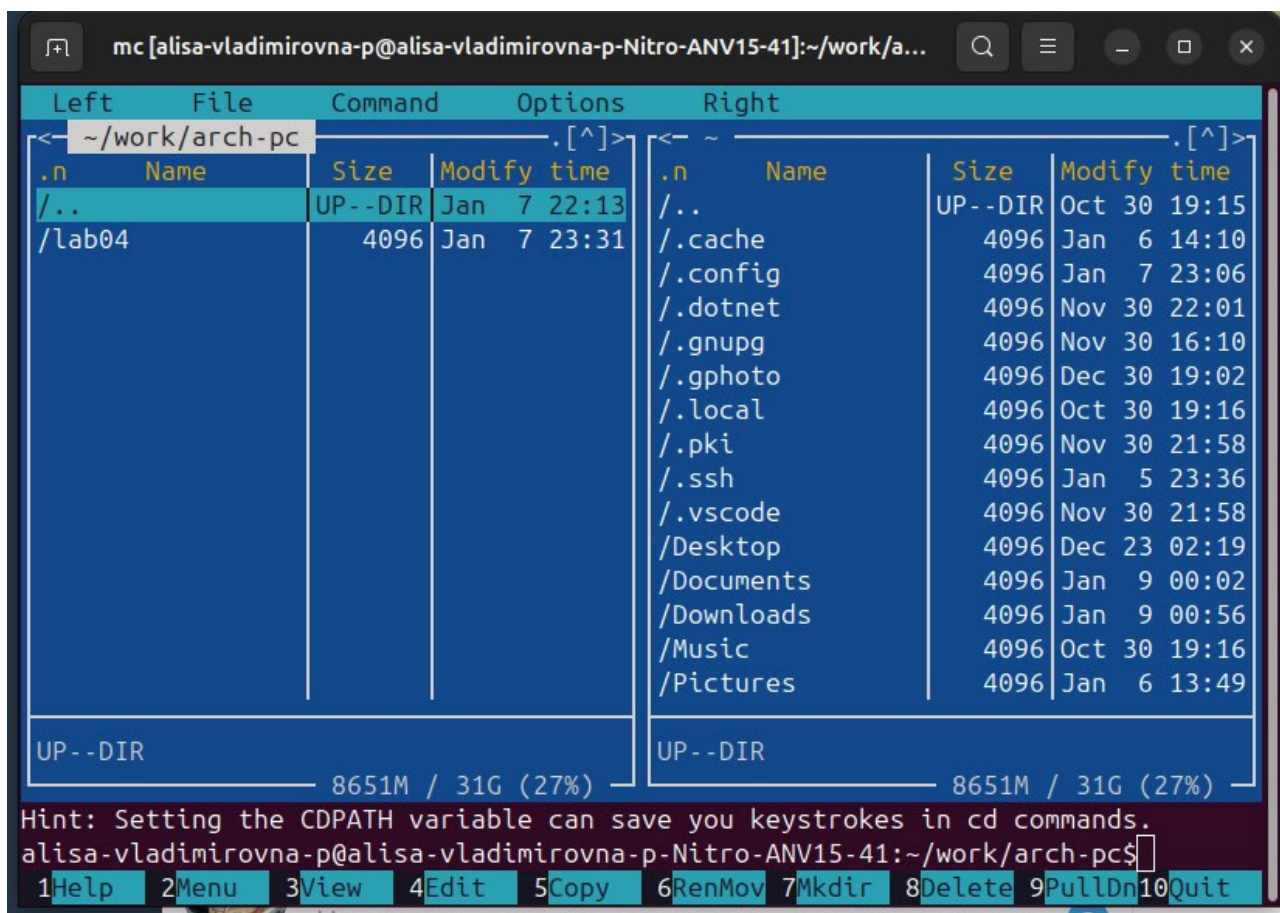 mc [alisa-vladimirovna-p@alisa-vladimirovna-p-Nitro-ANV15-41]:~/work/a...
Left File Command Options Right
<- ~/work/arch-pc .[^]> <- ~ .[^]>
.n Name Size Modify time .n Name Size Modify time
/.. UP--DIR Jan 7 22:13 /.. UP--DIR Oct 30 19:15
/lab04 4096 Jan 7 23:31 /.cache 4096 Jan 6 14:10
/.config 4096 Jan 7 23:06
/.dotnet 4096 Nov 30 22:01
/.gnupg 4096 Nov 30 16:10
/.gphoto 4096 Dec 30 19:02
/.local 4096 Oct 30 19:16
/.pki 4096 Nov 30 21:58
/.ssh 4096 Jan 5 23:36
/.vscode 4096 Nov 30 21:58
/Desktop 4096 Dec 23 02:19
/Documents 4096 Jan 9 00:02
/Downloads 4096 Jan 9 00:56
/Music 4096 Oct 30 19:16
/Pictures 4096 Jan 6 13:49
UP--DIR UP--DIR
8651M / 31G (27%) 8651M / 31G (27%)
Hint: Setting the CDPATH variable can save you keystrokes in cd commands.
alisa-vladimirovna-p@alisa-vladimirovna-p-Nitro-ANV15-41:~/work/arch-pc$
1Help 2Menu 3View 4Edit 5Copy 6RenMov 7Mkdir 8Delete 9PullDn 10Quit